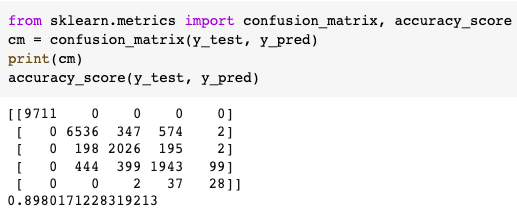 from sklearn.metrics import confusion_matrix, accuracy_score
cm = confusion_matrix(y_test, y_pred)
print(cm)
accuracy_score(y_test, y_pred)
[[9711    0    0    0    0]
 [   0 6536  347  574    2]
 [   0  198 2026  195    2]
 [   0  444  399 1943   99]
 [   0    0    2   37   28]]
0.8980171228319213